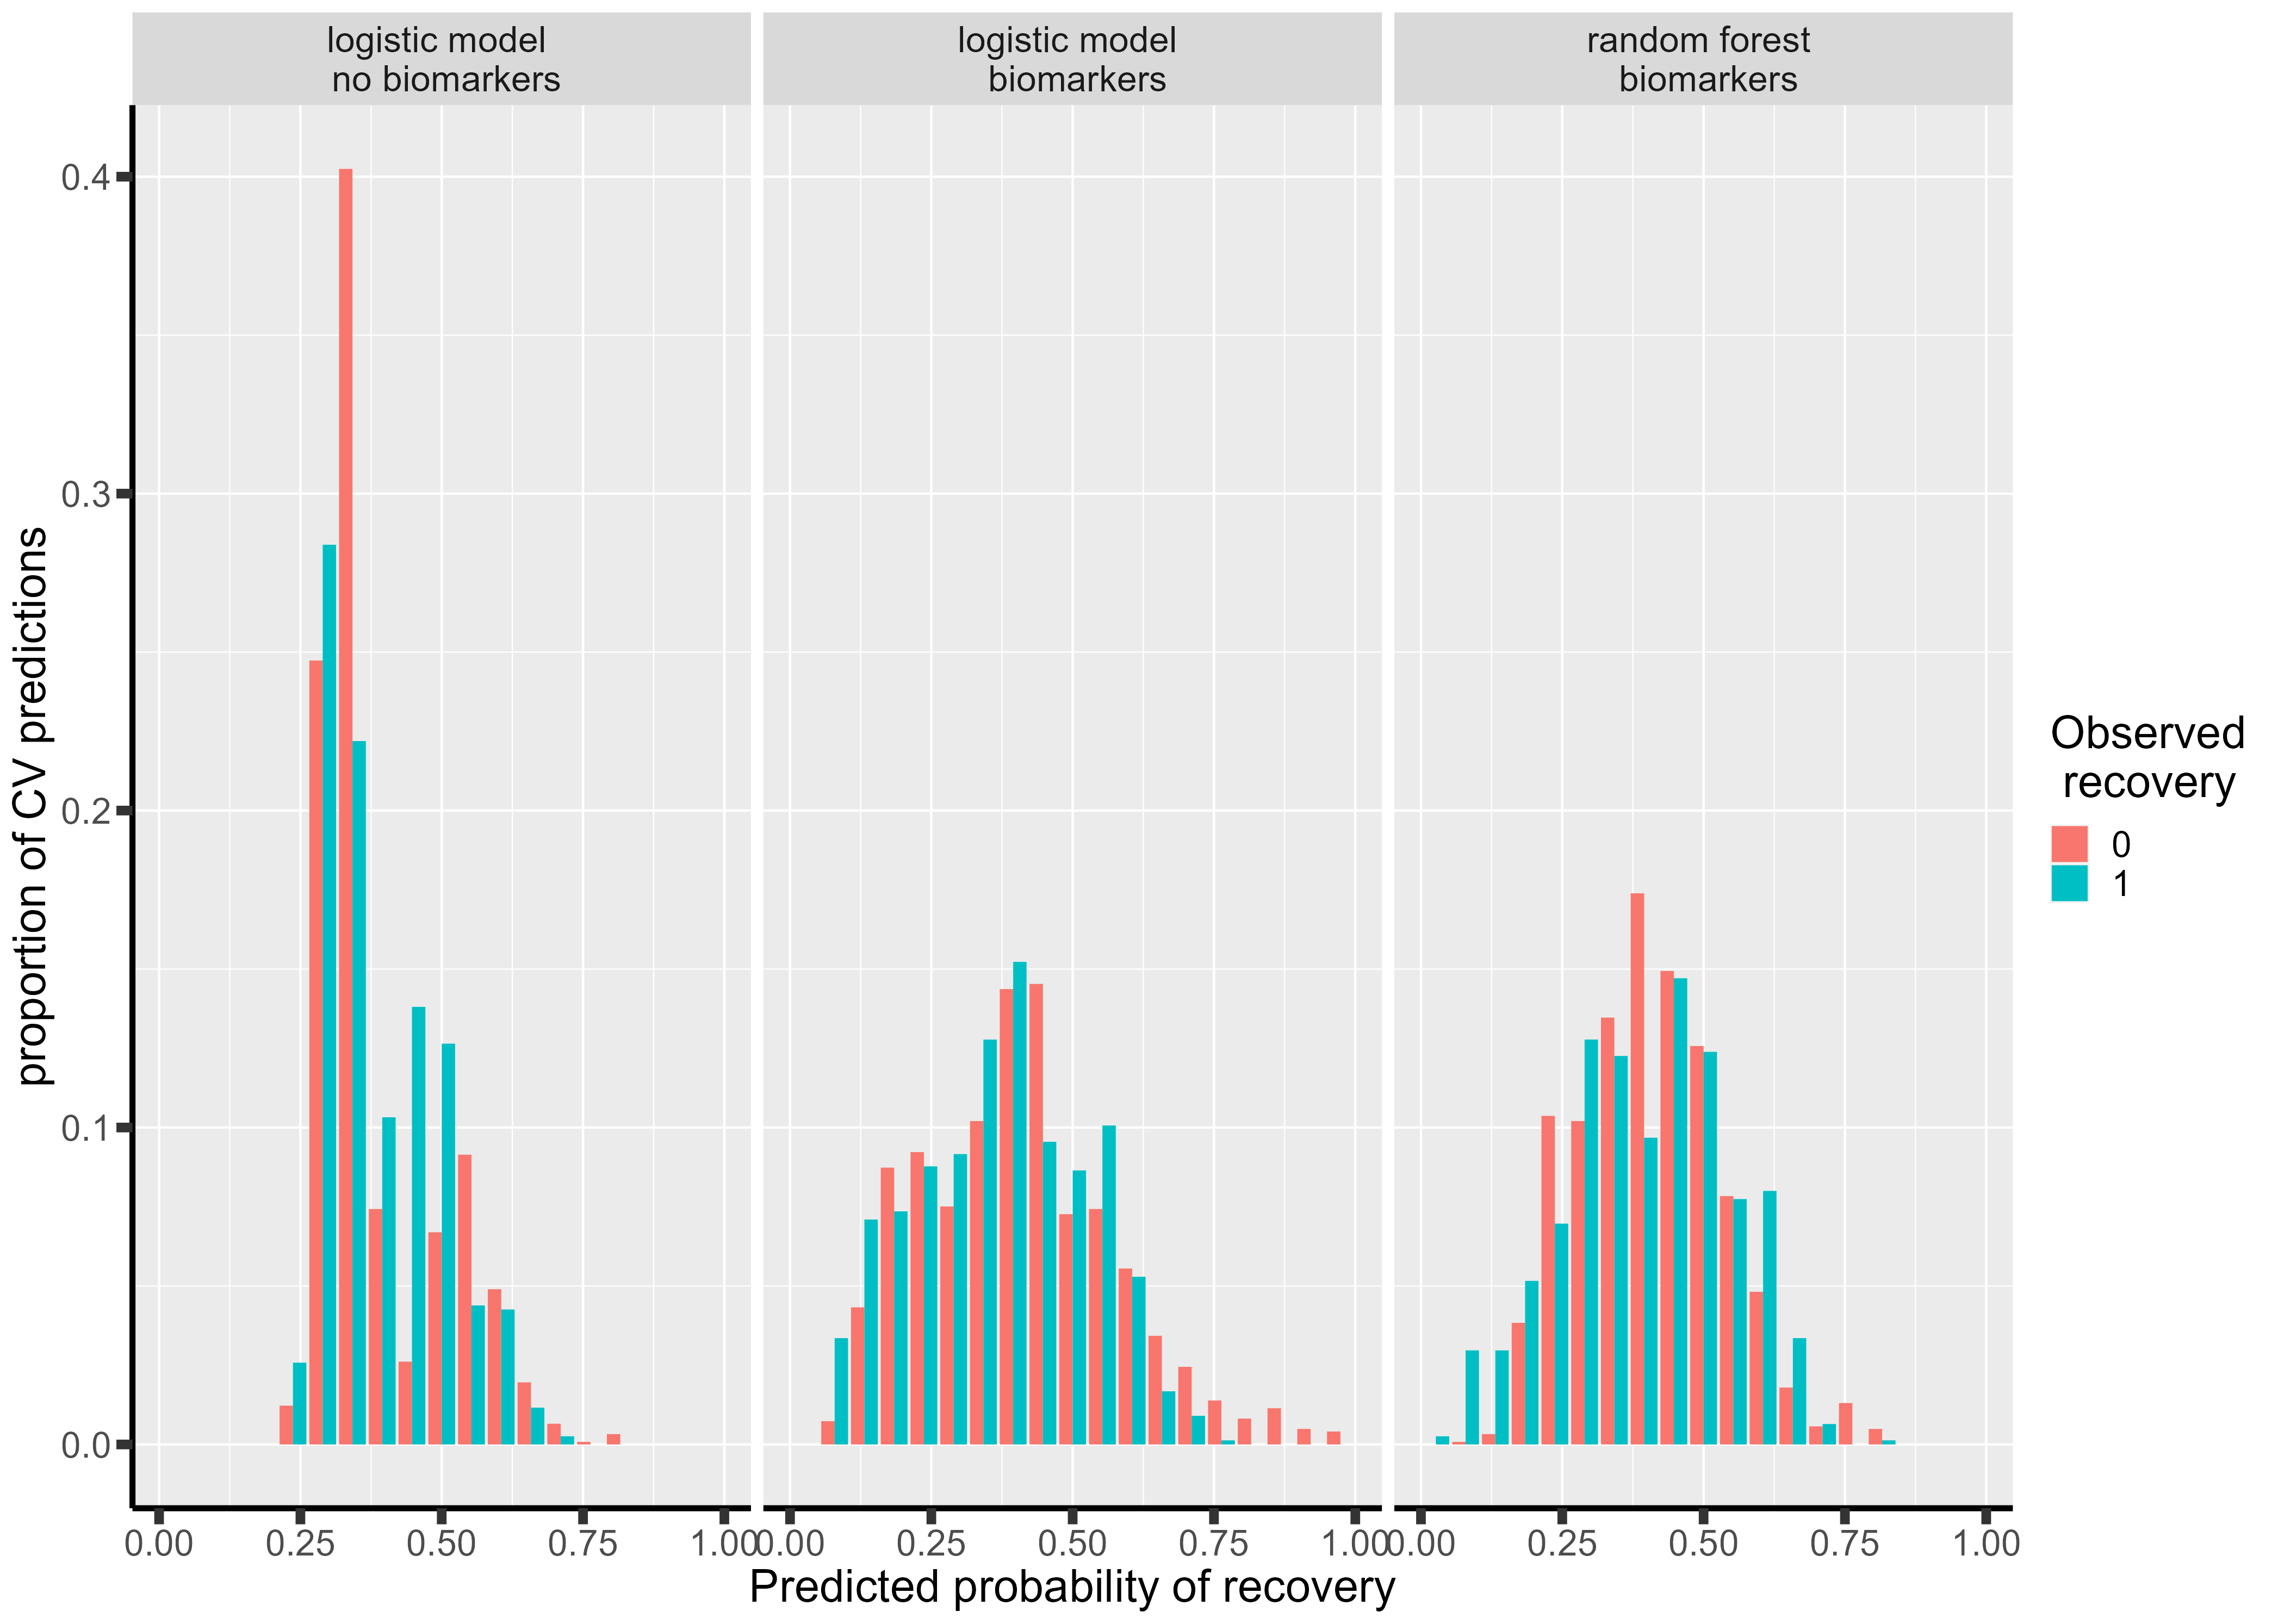 logistic model
no biomarkers
logistic model
biomarkers
random forest
biomarkers
0.4
0.3
0.2
0.1
0.0
proportion of CV predictions
0.00 0.25 0.50 0.75 1.00
0.00 0.25 0.50 0.75 1.00
0.00 0.25 0.50 0.75 1.00
Predicted probability of recovery
Observed
recovery
0
1